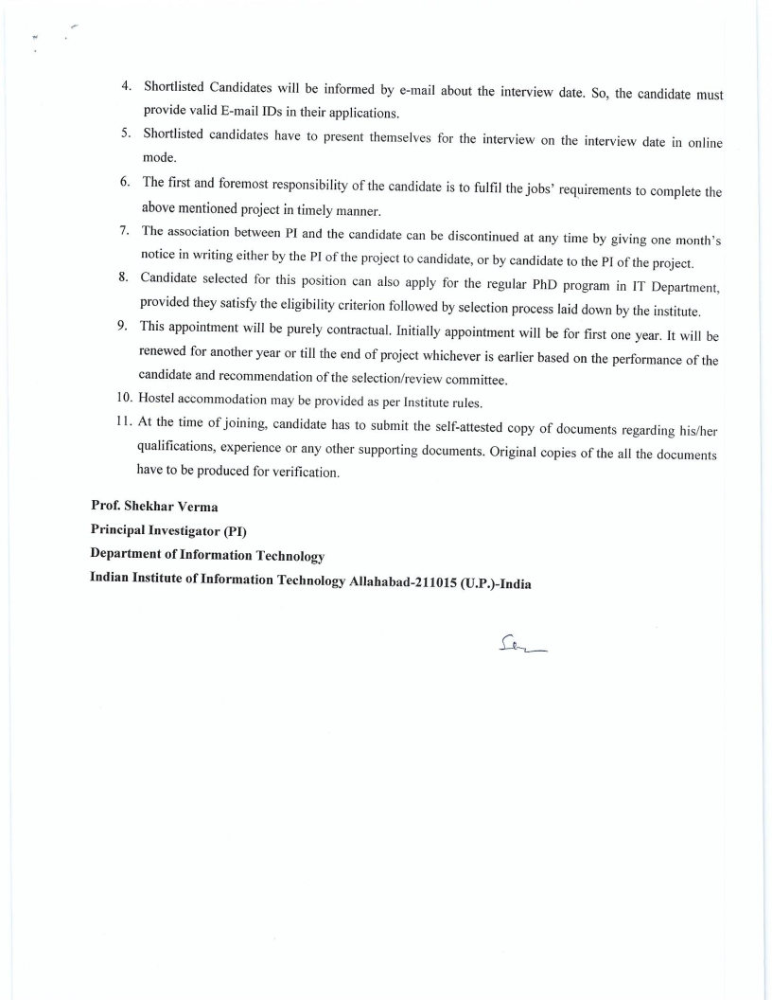 4. Shortlisted Candidates will be informed by e-mail about the interview date. So, the candidate must
provide valid E-mail IDs in their applications.
5. Shortlisted candidates have to present themselves for the interview on the interview date in online
mode.
6. The first and foremost responsibility of the candidate is to fulfil the jobs’ requirements to complete the
above mentioned project in timely manner.
7. The association between PI and the candidate can be discontinued at any time by giving one month’s
notice in writing either by the PI of the project to candidate, or by candidate to the PI of the project.
8. Candidate selected for this position can also apply for the regular PhD program in IT Department,
provided they satisfy the eligibility criterion followed by selection process laid down by the institute.
9. This appointment will be purely contractual. Initially appointment will be for first one year. It will be
renewed for another year or till the end of project whichever is earlier based on the performance of the
candidate and recommendation of the selection/review committee.
10. Hostel accommodation may be provided as per Institute rules.
11. At the time of joining, candidate has to submit the self-attested copy of documents regarding his/her
qualifications, experience or any other supporting documents. Original copies of the all the documents
have to be produced for verification.
Prof. Shekhar Verma
Principal Investigator (PI)
Department of Information Technology
Indian Institute of Information Technology Allahabad-211015 (U.P.)-India